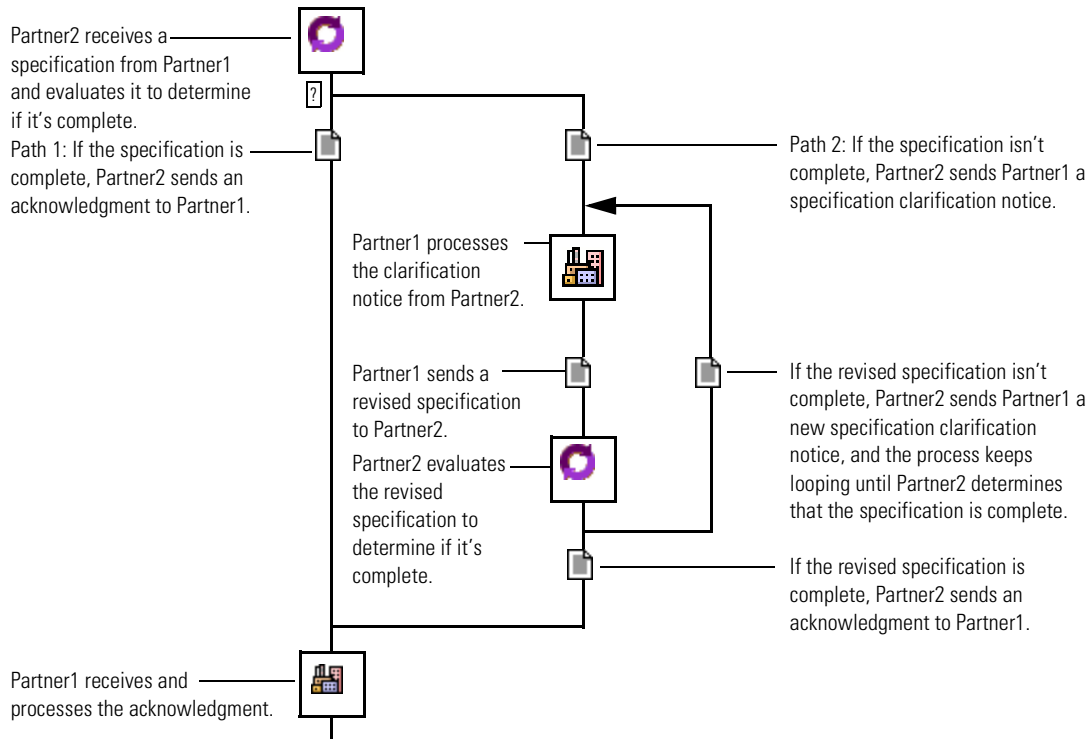 Partner2 receives a
specification from Partner1
and evaluates it to determine
if it's complete.
?
Path 1: If the specification is
complete, Partner2 sends an
acknowledgment to Partner1.
Path 2: If the specification isn't
complete, Partner2 sends Partner1 a
specification clarification notice.
Partner1 processes
the clarification
notice from Partner2.
Partner1 sends a
revised specification
to Partner2.
If the revised specification isn't
complete, Partner2 sends Partner1 a
new specification clarification
notice, and the process keeps
looping until Partner2 determines
that the specification is complete.
Partner2 evaluates
the revised
specification to
determine if it's
complete.
If the revised specification is
complete, Partner2 sends an
acknowledgment to Partner1.
Partner1 receives and
processes the acknowledgment.